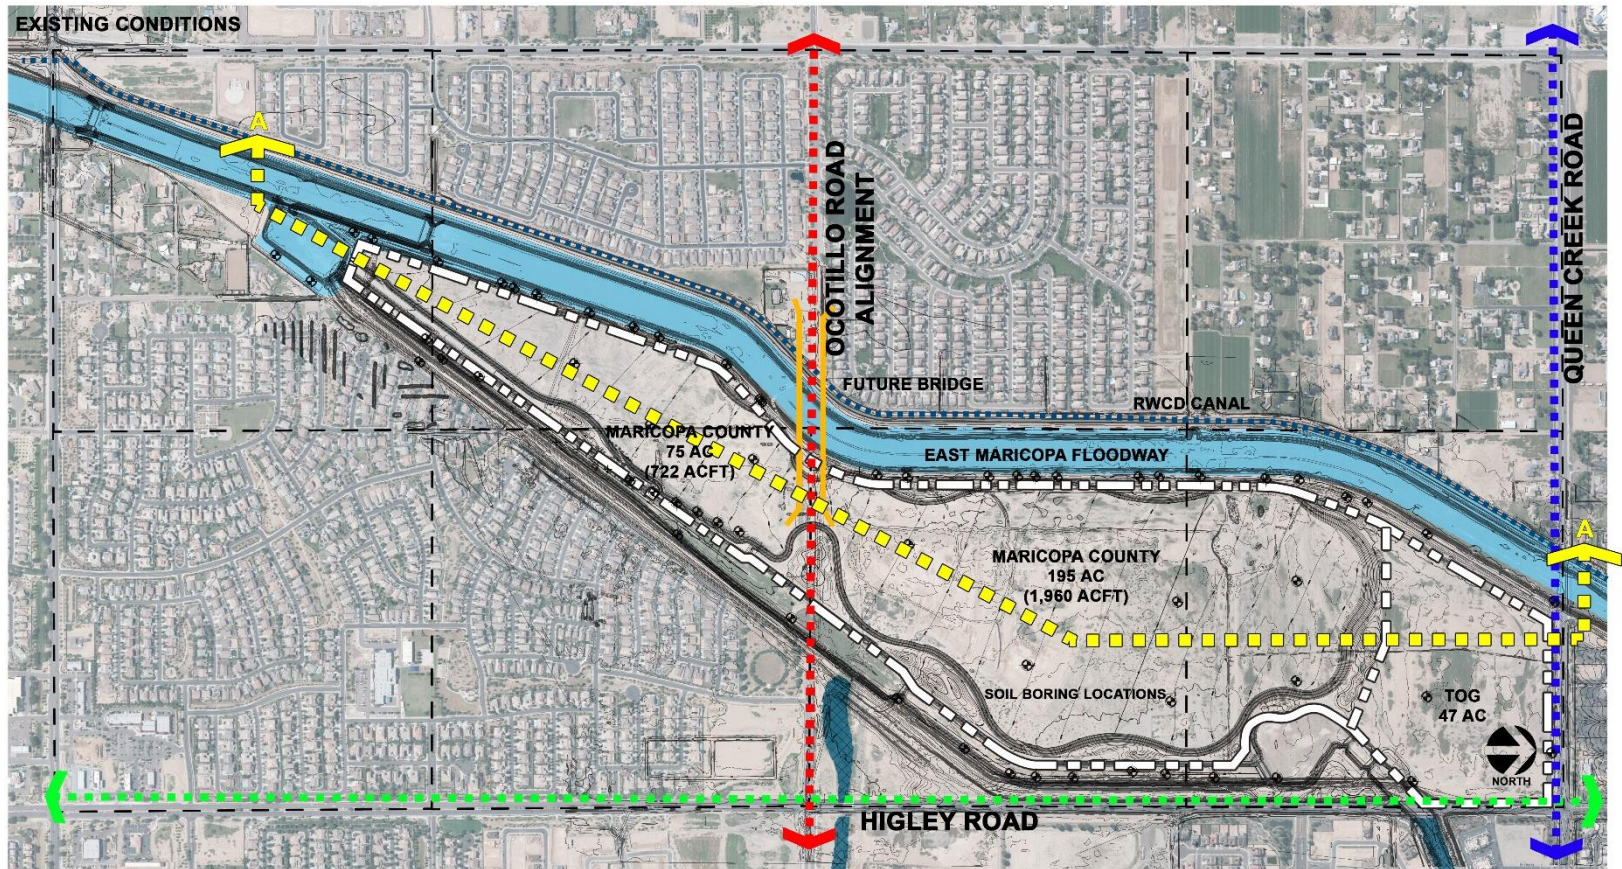 EXISTING CONDITIONS
A
OCOTILLO ROAD
ALIGNMENT
QUEEN CREEK ROAD
FUTURE BRIDGE
RWCD CANAL
MARICOPA COUNTY
75 AC
(722 ACFT)
EAST MARICOPA FLOODWAY
A
MARICOPA COUNTY
195 AC
(1,960 ACFT)
SOIL BORING LOCATIONS
TOG
47 AC
NORTH
HIGLEY ROAD